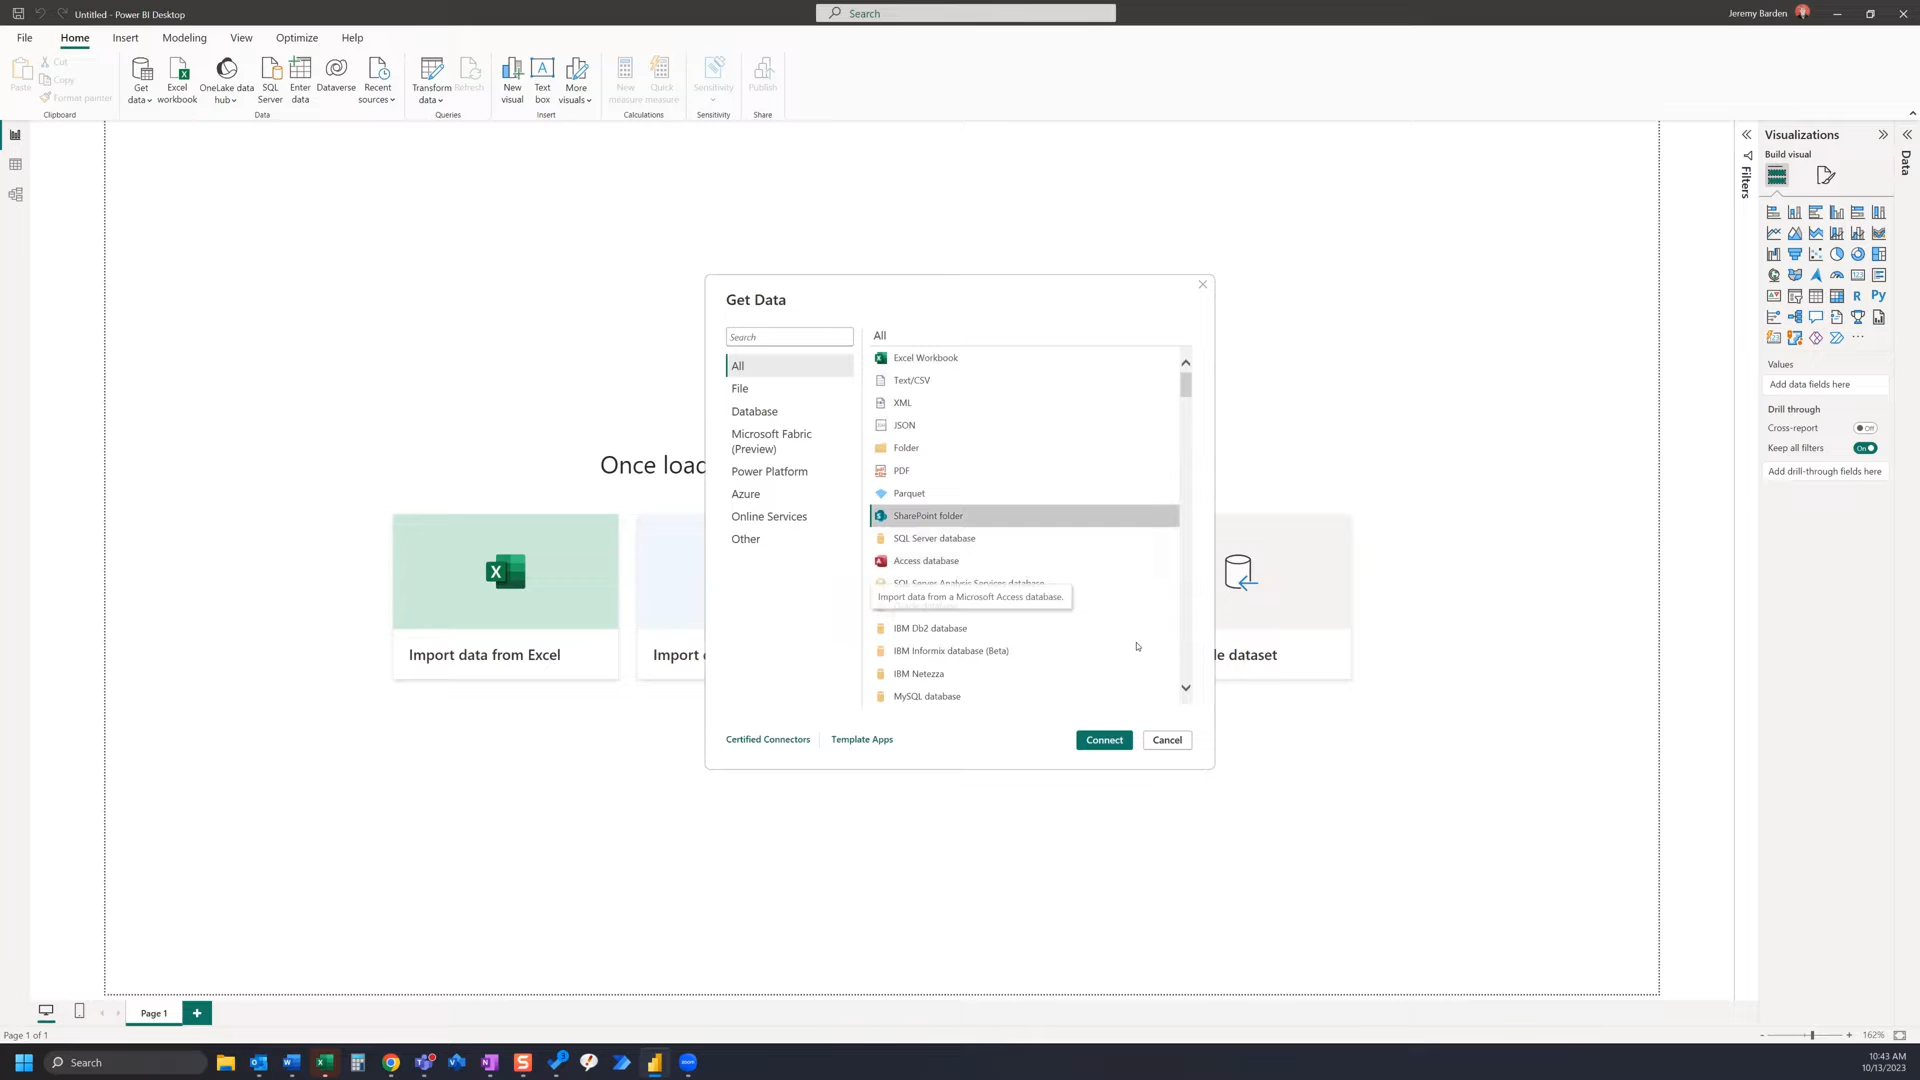 Untitled - Power BI Desktop
Search
Jeremy Barden
File
Home
Insert
Modeling
View
Optimize
Help
Paste
Cut
Copy
Format painter
Clipboard
Get
data
Excel
workbook
OneLake data
hub
SQL
Server
Enter
data
Dataverse
Recent
sources
Data
Transform
data
Refresh
Queries
New
visual
Text
box
More
visuals
Insert
New
measure
Quick
measure
Calculations
Sensitivity
Sensitivity
Publish
Share
Once load
Import data from Excel
Import
le dataset
Get Data
Search
All
File
Database
Microsoft Fabric
(Preview)
Power Platform
Azure
Online Services
Other
All
Excel Workbook
Text/CSV
XML
JSON
Folder
PDF
Parquet
SharePoint folder
SQL Server database
Access database
SQL Server Analysis Services database
Import data from a Microsoft Access database.
IBM Db2 database
IBM Informix database (Beta)
IBM Netezza
MySQL database
Certified Connectors
Template Apps
Connect
Cancel
Filters
Visualizations
Build visual
R
Py
Values
Add data fields here
Drill through
Cross-report
Off
Keep all filters
On
Add drill-through fields here
Data
Page 1
Page 1 of 1
162%
Search
10:43 AM
10/13/2023